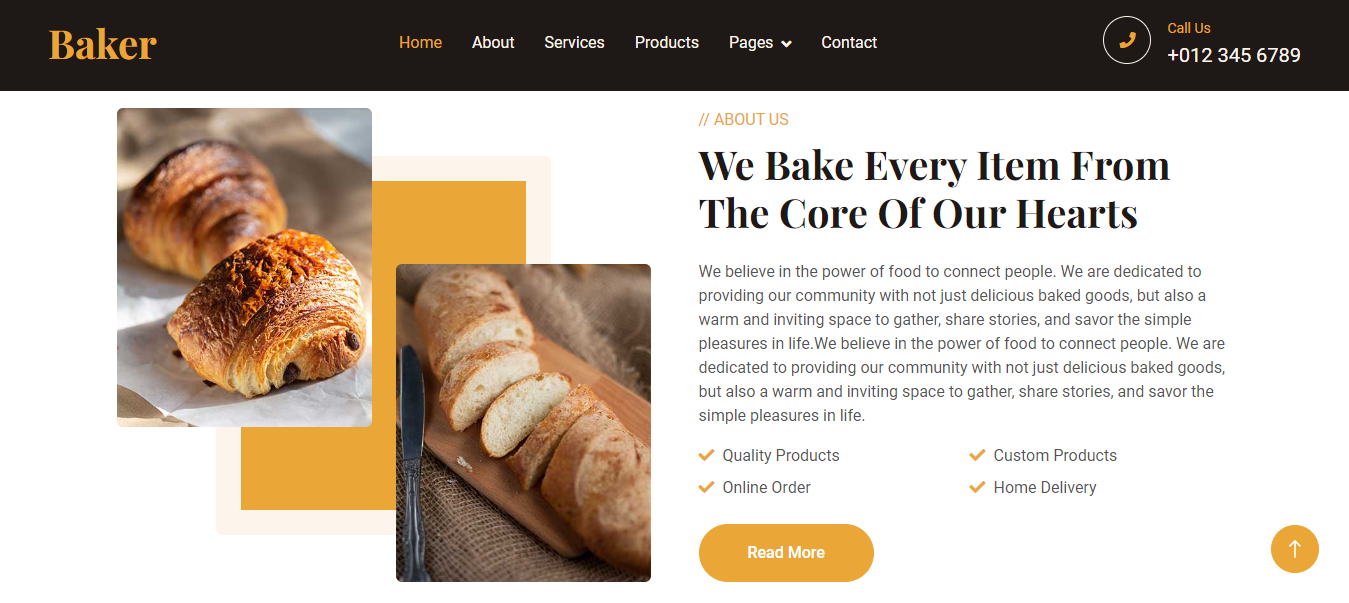 Baker
Home About Services Products Pages Contact
Call Us
+012 345 6789
// ABOUT US
We Bake Every Item From
The Core Of Our Hearts
We believe in the power of food to connect people. We are dedicated to
providing our community with not just delicious baked goods, but also a
warm and inviting space to gather, share stories, and savor the simple
pleasures in life.We believe in the power of food to connect people. We are
dedicated to providing our community with not just delicious baked goods,
but also a warm and inviting space to gather, share stories, and savor the
simple pleasures in life.
Quality Products
Custom Products
Online Order
Home Delivery
Read More